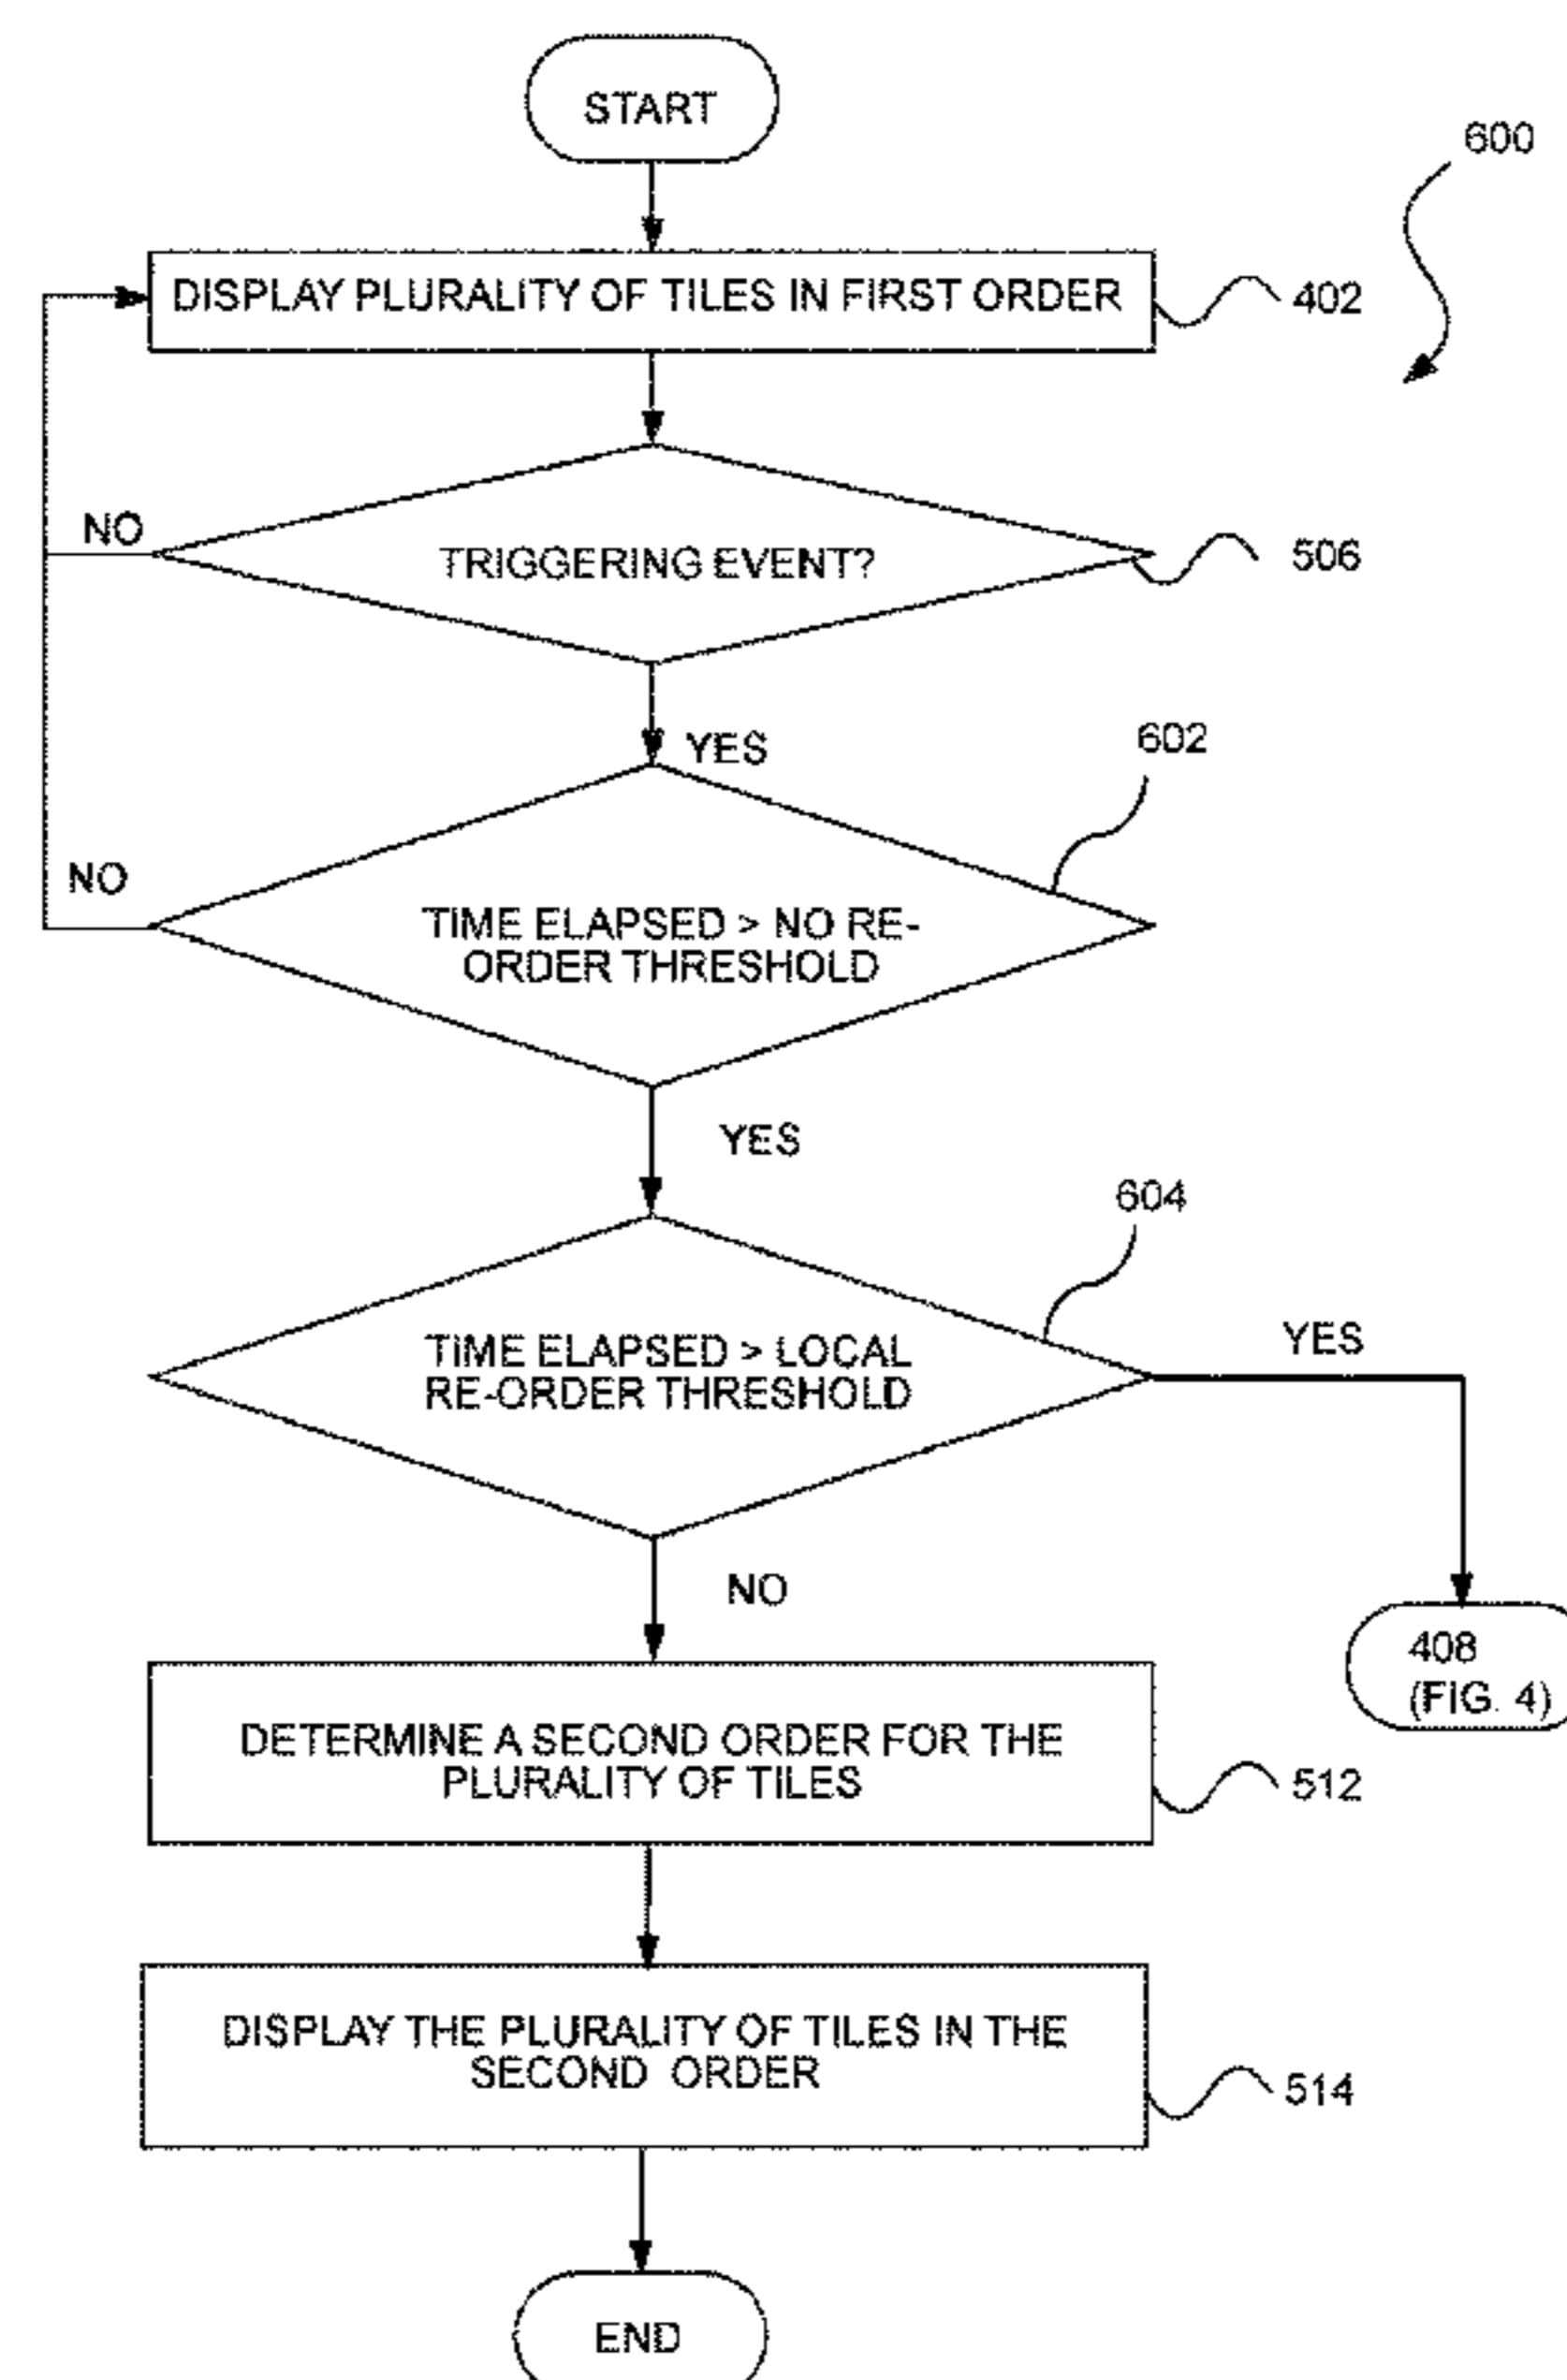 START
600
DISPLAY PLURALITY OF TILES IN FIRST ORDER
402
NO
TRIGGERING EVENT?
506
YES
602
NO
TIME ELAPSED > NO RE-
ORDER THRESHOLD
YES
604
TIME ELAPSED > LOCAL
RE-ORDER THRESHOLD
YES
NO
408
(FIG. 4)
DETERMINE A SECOND ORDER FOR THE
PLURALITY OF TILES
512
DISPLAY THE PLURALITY OF TILES IN THE
SECOND ORDER
514
END